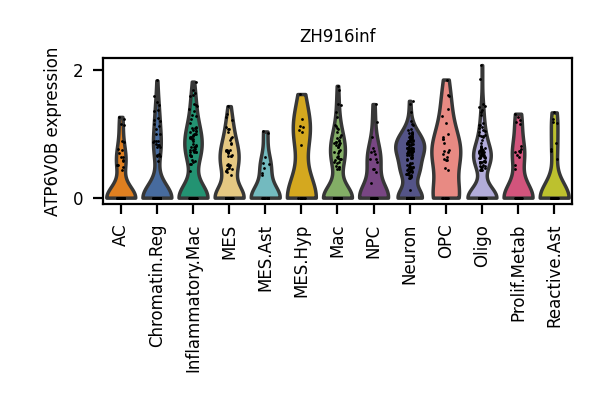 ZH916inf
ATP6V0B expression
2
0
AC
Chromatin.Reg
Inflammatory.Mac
MES
MES.Ast
MES.Hyp
Mac
NPC
Neuron
OPC
Oligo
Prolif.Metab
Reactive.Ast